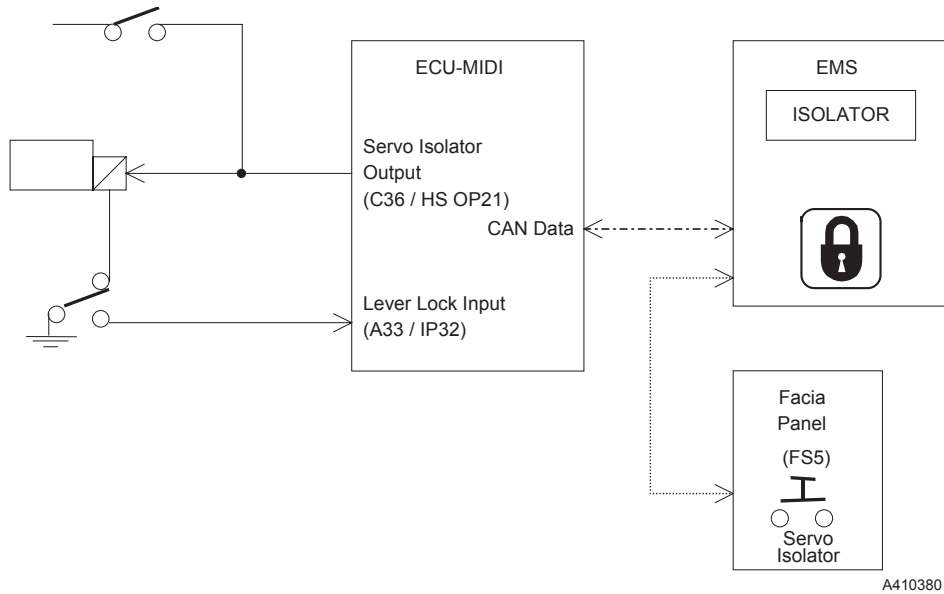 ECU-MIDI
Servo Isolator
Output
(C36 / HS OP21)
CAN Data
Lever Lock Input
(A33 / IP32)
EMS
ISOLATOR
Facia
Panel
(FS5)
Servo
Isolator
A410380